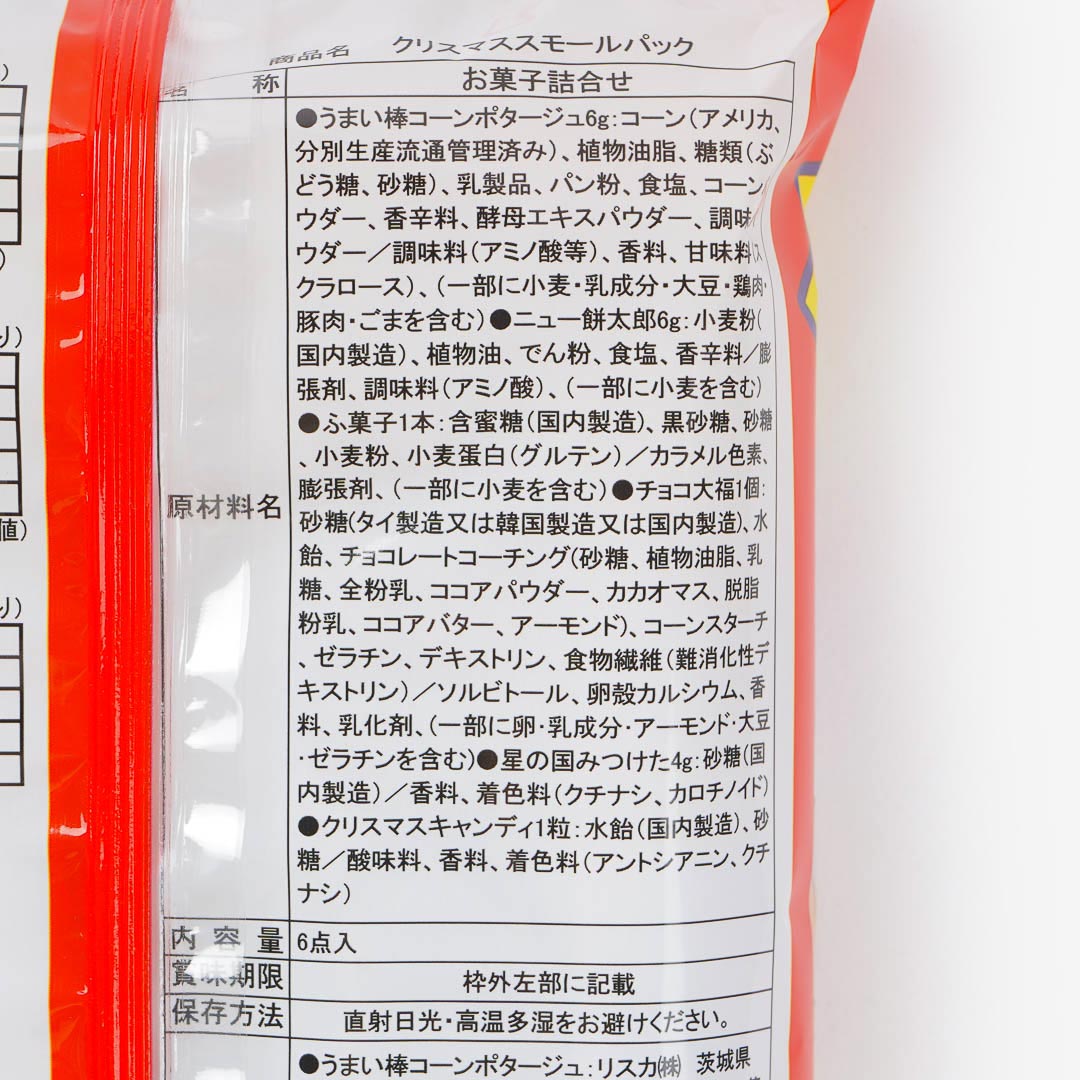 商品名 クリスマススモールパック
名 称 お菓子詰合せ
原材料名
●うまい棒コーンポタージュ6g:コーン(アメリカ、
分別生産流通管理済み)、植物油脂、糖類(ぶ
どう糖、砂糖)、乳製品、パン粉、食塩、コーン
ウダー、香辛料、酵母エキスパウダー、調味
ウダー/調味料(アミノ酸等)、香料、甘味料(ス
クラロース)、(一部に小麦・乳成分・大豆・鶏肉・
豚肉・ごまを含む)●ニュー餅太郎6g:小麦粉(
国内製造)、植物油、でん粉、食塩、香辛料/膨
張剤、調味料(アミノ酸)、(一部に小麦を含む)
●ふ菓子1本:含蜜糖(国内製造)、黒砂糖、砂糖
、小麦粉、小麦蛋白(グルテン)/カラメル色素、
膨張剤、(一部に小麦を含む)●チョコ大福1個:
砂糖(タイ製造又は韓国製造又は国内製造)、水
飴、チョコレートコーチング(砂糖、植物油脂、乳
糖、全粉乳、ココアパウダー、カカオマス、脱脂
粉乳、ココアバター、アーモンド)、コーンスターチ
、ゼラチン、デキストリン、食物繊維(難消化性デ
キストリン)/ソルビトール、卵殻カルシウム、香
料、乳化剤、(一部に卵・乳成分・アーモンド・大豆
・ゼラチンを含む)●星の国みつけた4g:砂糖(国
内製造)/香料、着色料(クチナシ、カロチノイド)
●クリスマスキャンディ1粒:水飴(国内製造)、砂
糖/酸味料、香料、着色料(アントシアニン、クチ
ナシ)
内容量 6点入
賞味期限 枠外左部に記載
保存方法 直射日光・高温多湿をお避けください。
●うまい棒コーンポタージュ:リスカ㈱ 茨城県
値)